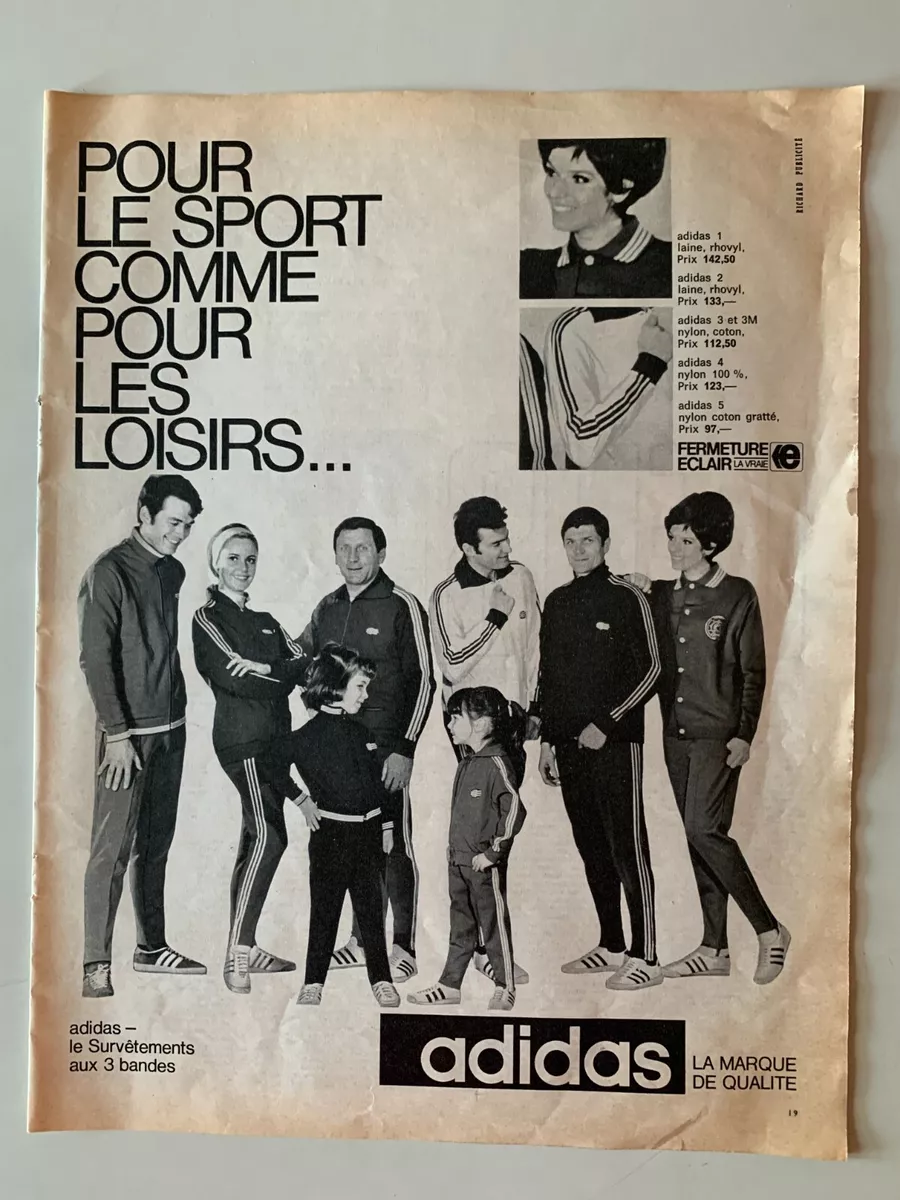 POUR
LE SPORT
COMME
POUR
LES
LOISIRS...
RICHARD PUBLICITÉ
adidas 1
laine, rhovyl,
Prix 142,50
adidas 2
laine, rhovyl,
Prix 133,—
adidas 3 et 3M
nylon, coton,
Prix 112,50
adidas 4
nylon 100 %,
Prix 123,—
adidas 5
nylon coton gratté,
Prix 97,—
FERMETURE
ECLAIR LA VRAIE
adidas –
le Survêtements
aux 3 bandes
adidas
LA MARQUE
DE QUALITE
19